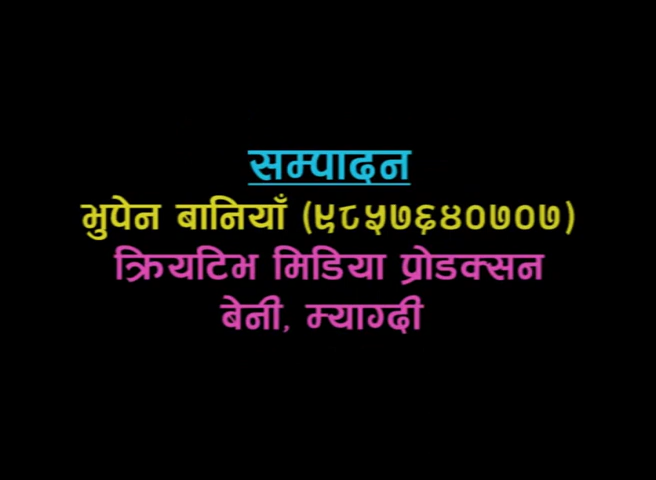 सम्पादन
भुपेन बानियाँ (९८५७६४०७०७)
क्रियटिभ मिडिया प्रोडक्सन
बेनी, म्याग्दी